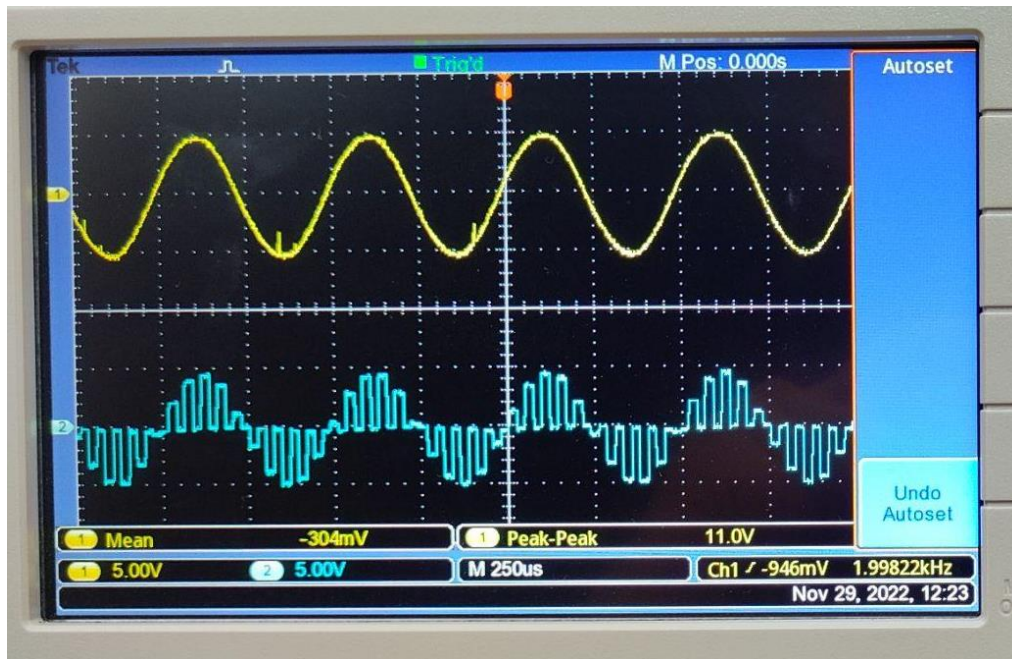 Tek Trig'd M Pos: 0.000s Autoset
1
2
Undo
Autoset
1 Mean -304mV 1 Peak-Peak 11.0V
1 5.00V 2 5.00V M 250us Ch1 -946mV 1.99822kHz
Nov 29, 2022, 12:23